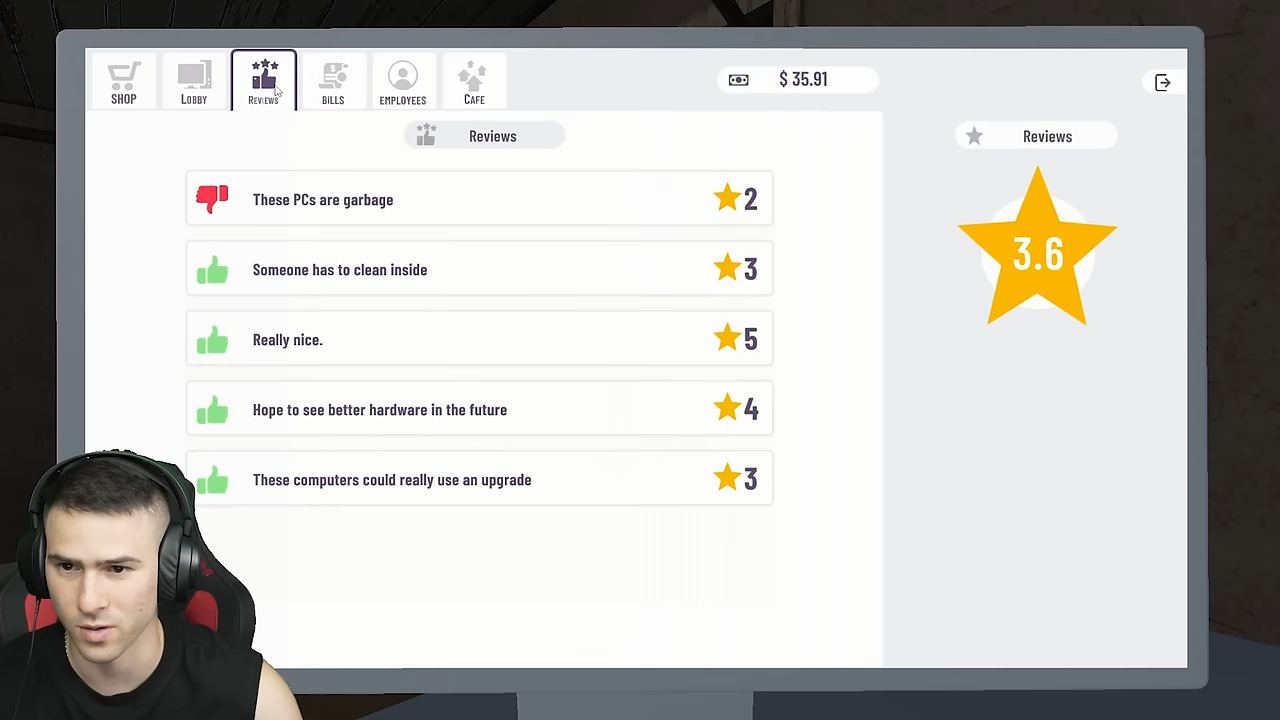 SHOP
LOBBY
REVIEWS
BILLS
EMPLOYEES
CAFE
$ 35.91
Reviews
Reviews
These PCs are garbage 2
Someone has to clean inside 3
Really nice. 5
Hope to see better hardware in the future 4
These computers could really use an upgrade 3
3.6